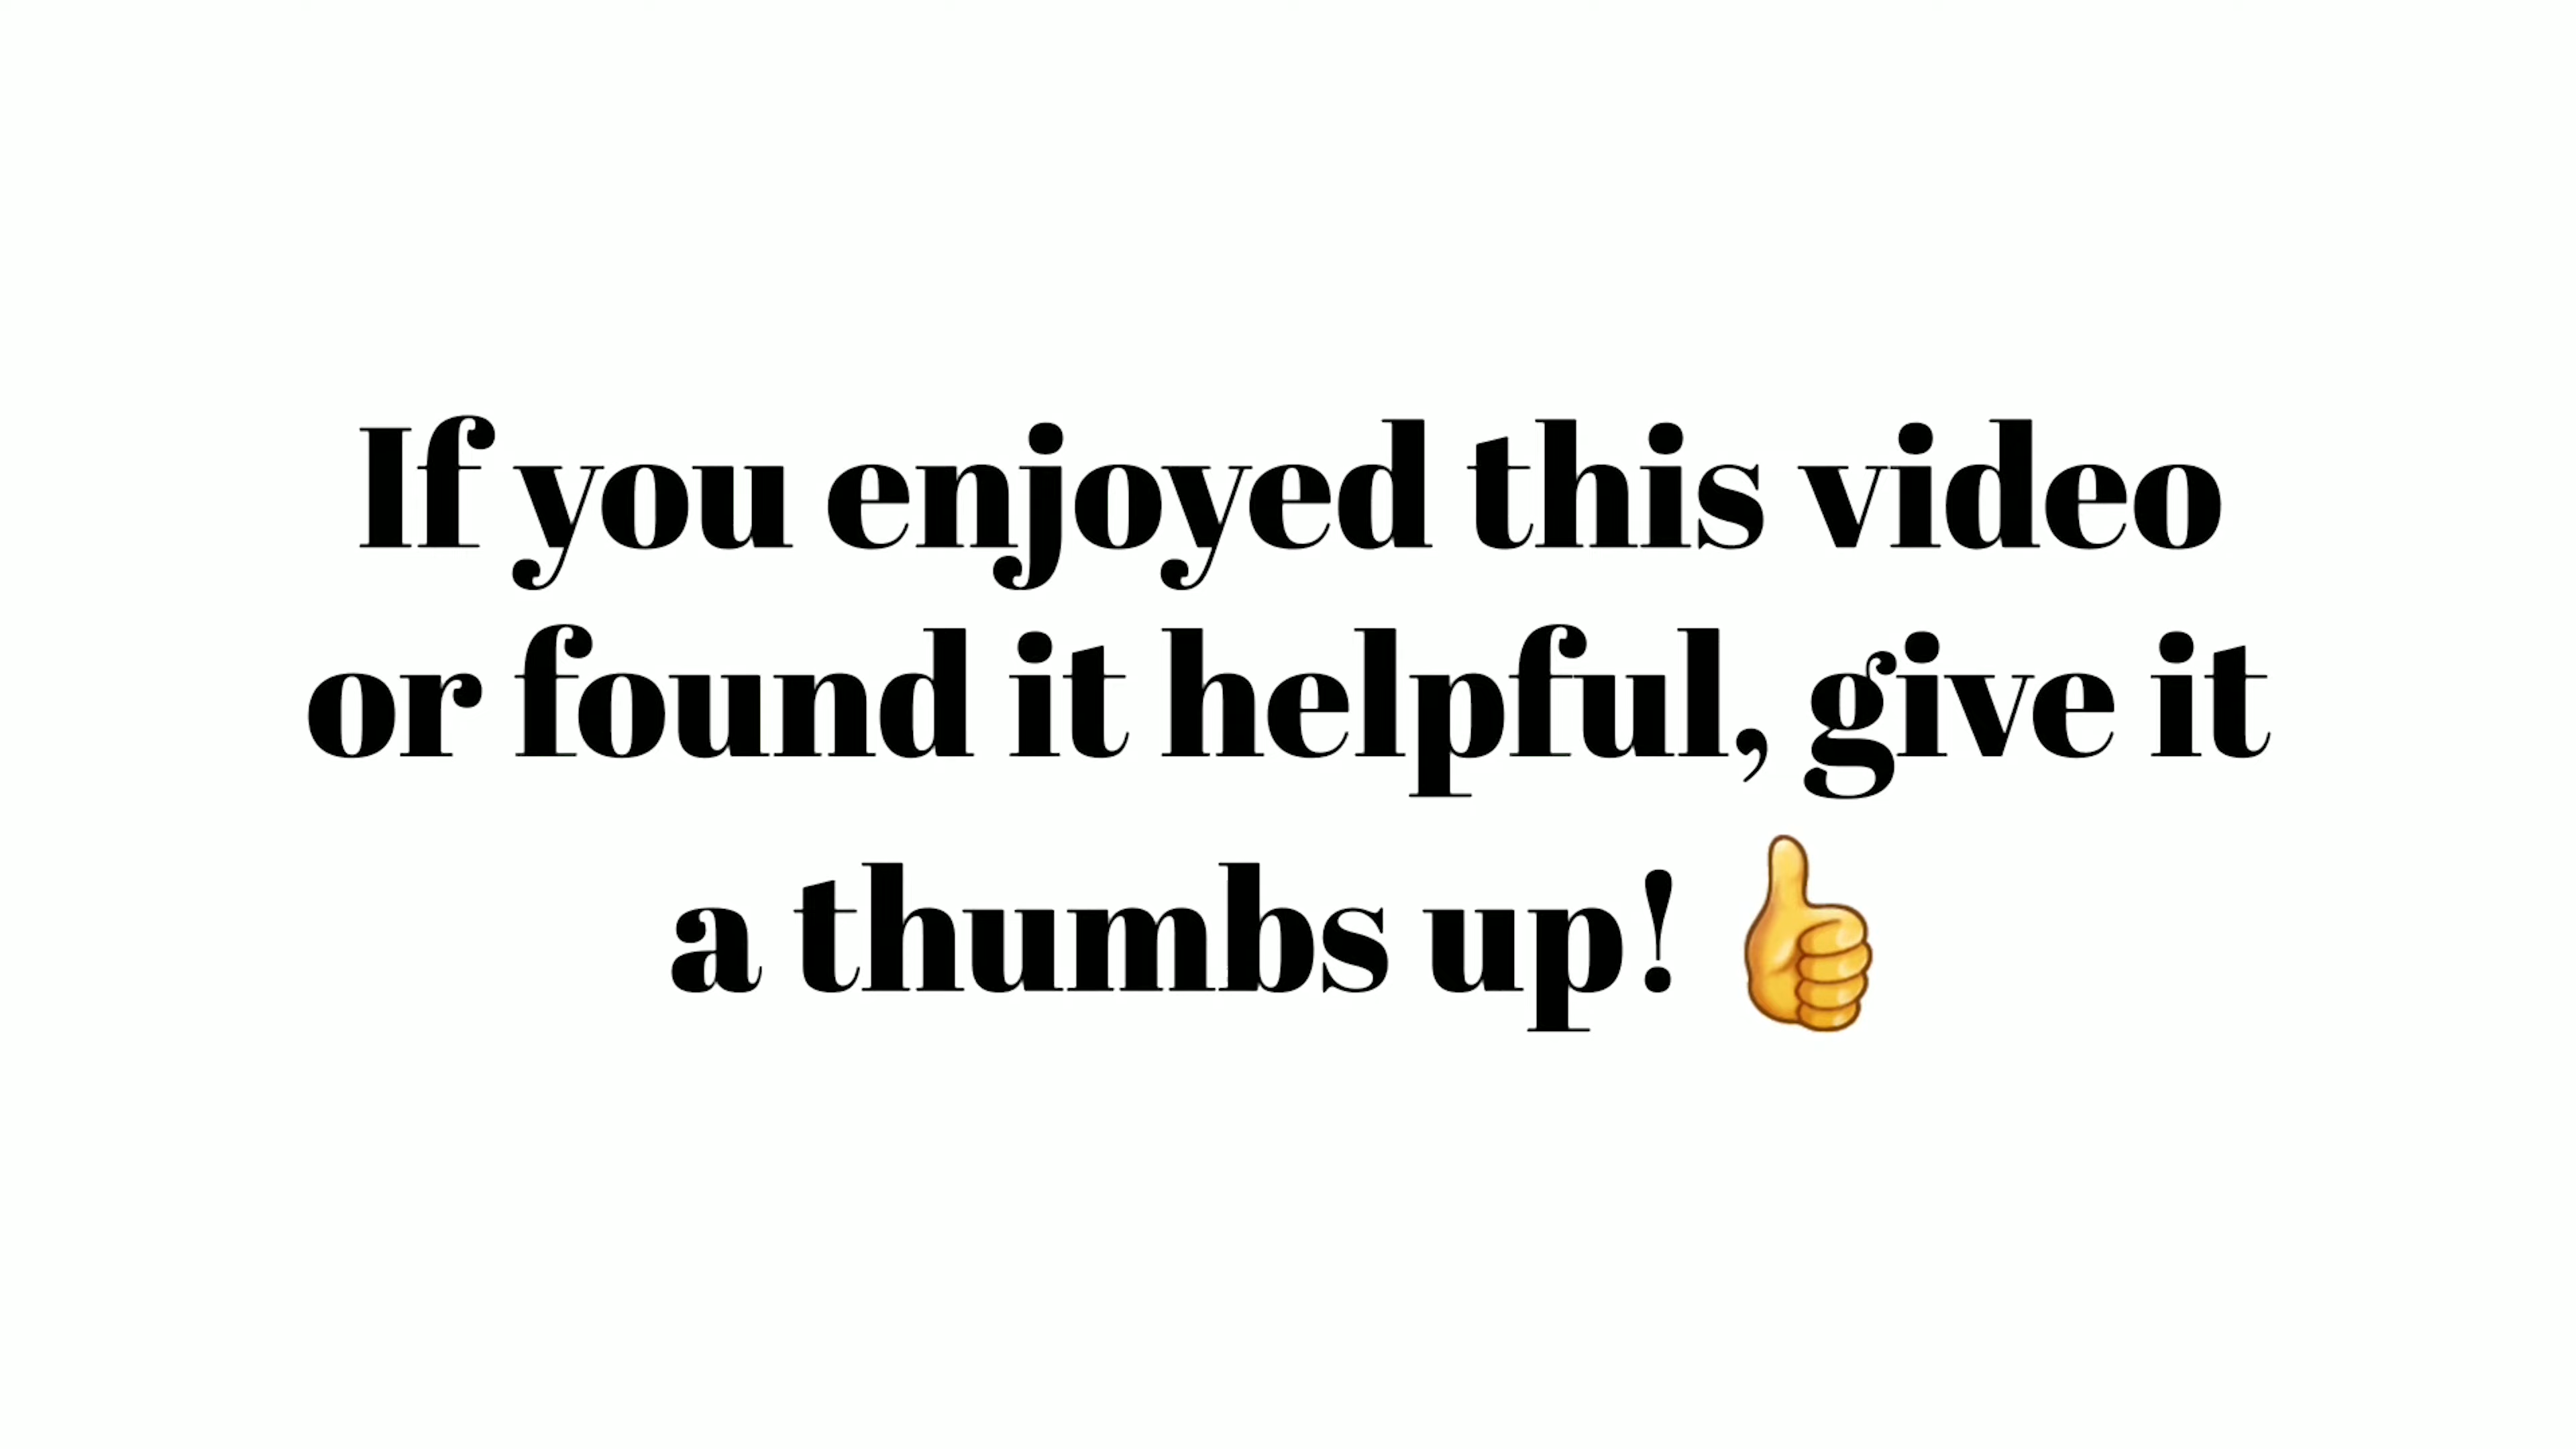 If you enjoyed this video
or found it helpful, give it
a thumbs up! 👍